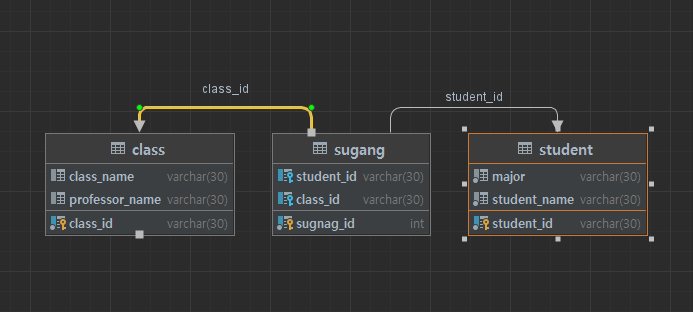 class_id
student_id
class
class_name varchar(30)
professor_name varchar(30)
class_id varchar(30)
sugang
student_id varchar(30)
class_id varchar(30)
sugnag_id int
student
major varchar(30)
student_name varchar(30)
student_id varchar(30)